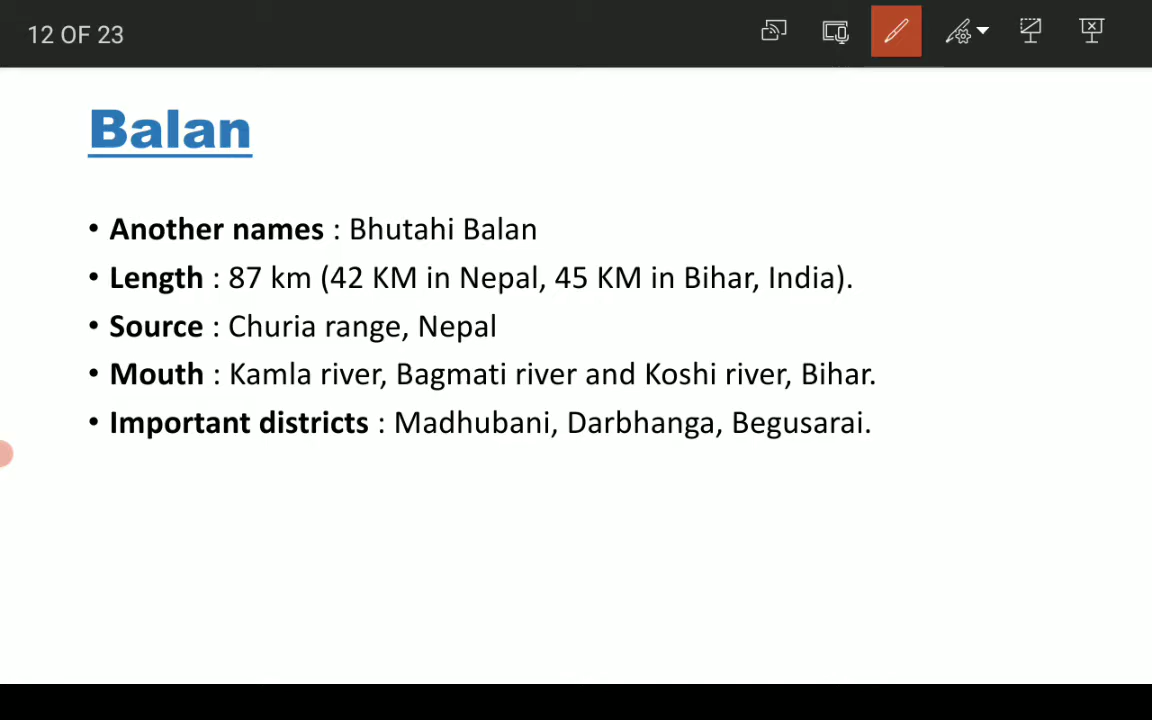 12 OF 23
Balan
• Another names : Bhutahi Balan
• Length : 87 km (42 KM in Nepal, 45 KM in Bihar, India).
• Source : Churia range, Nepal
• Mouth : Kamla river, Bagmati river and Koshi river, Bihar.
• Important districts : Madhubani, Darbhanga, Begusarai.